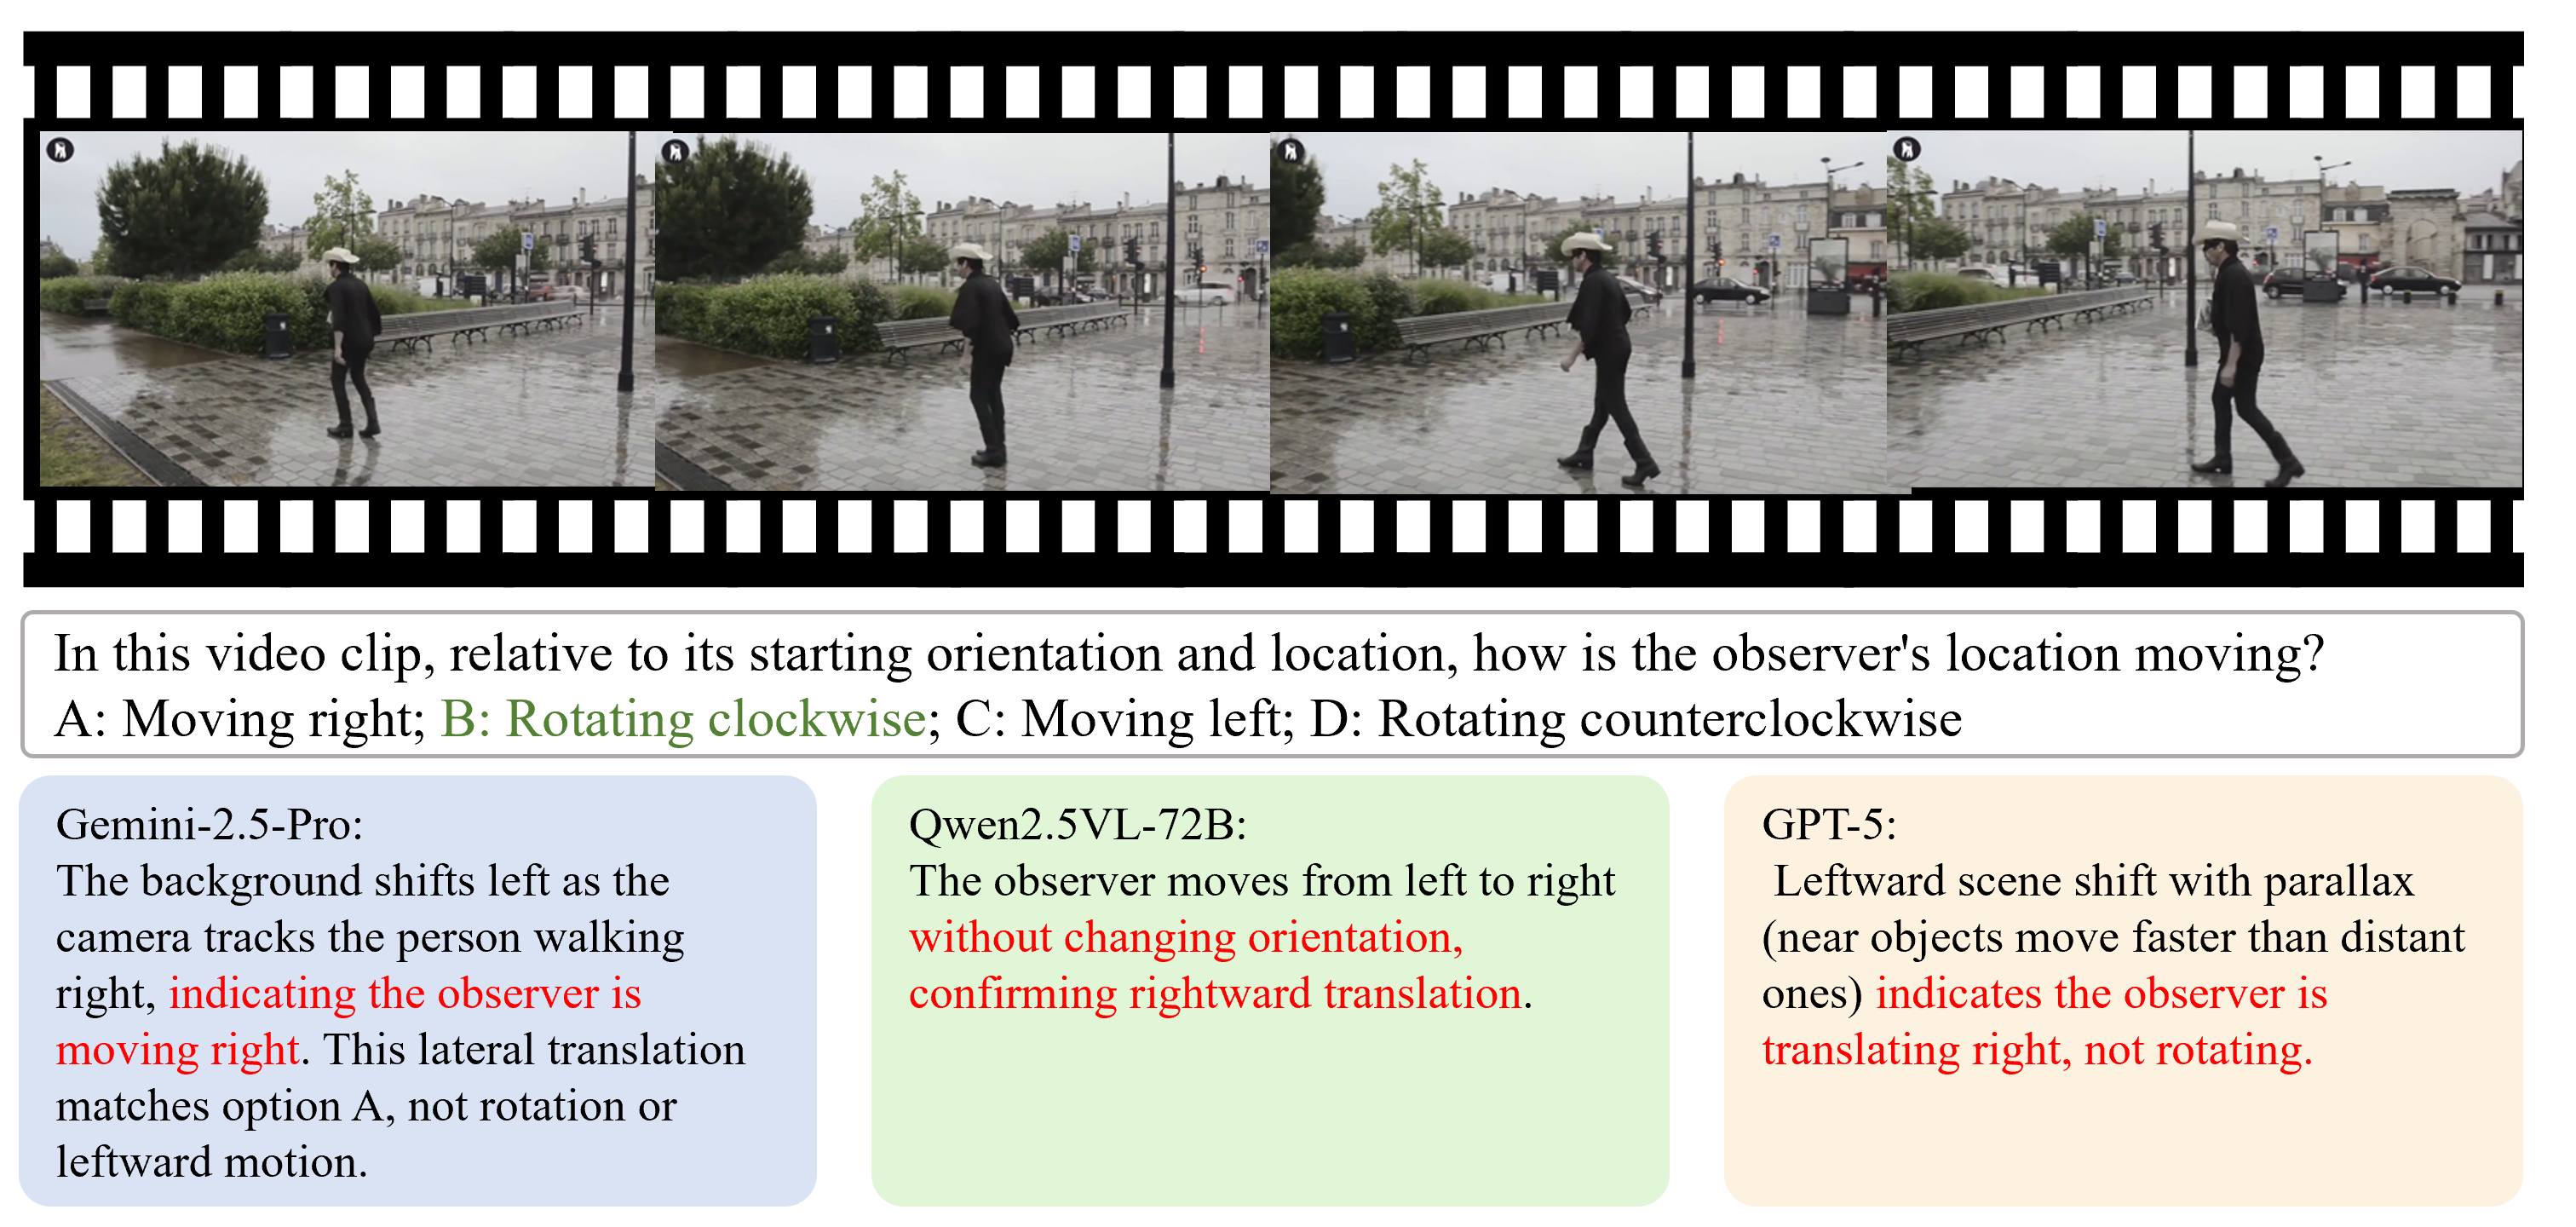 In this video clip, relative to its starting orientation and location, how is the observer's location moving?
A: Moving right; B: Rotating clockwise; C: Moving left; D: Rotating counterclockwise
Gemini-2.5-Pro:
The background shifts left as the
camera tracks the person walking
right, indicating the observer is
moving right. This lateral translation
matches option A, not rotation or
leftward motion.
Qwen2.5VL-72B:
The observer moves from left to right
without changing orientation,
confirming rightward translation.
GPT-5:
Leftward scene shift with parallax
(near objects move faster than distant
ones) indicates the observer is
translating right, not rotating.